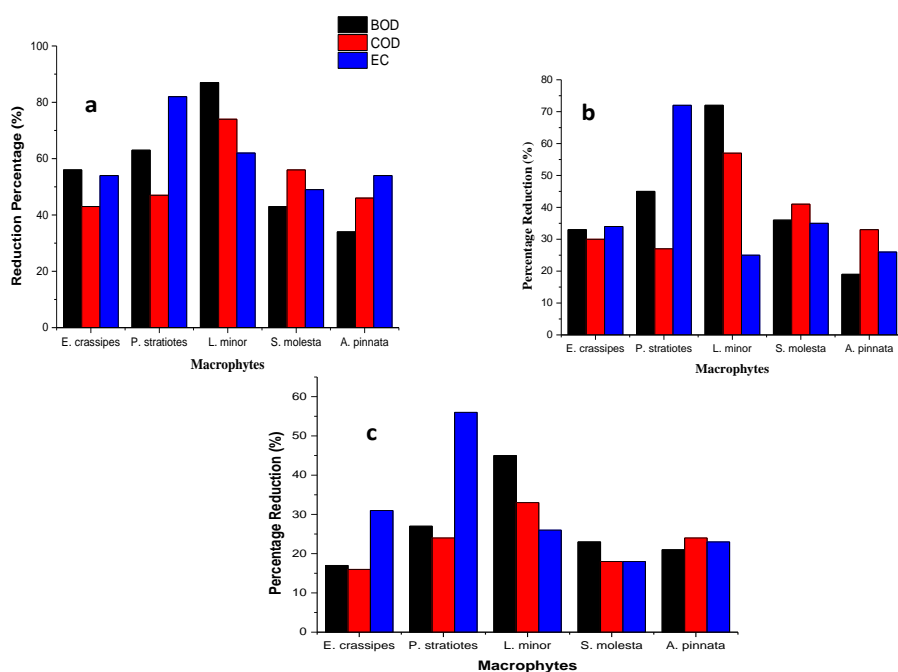 BOD
COD
EC
a
Reduction Percentage (%)
100
80
60
40
20
0
E. crassipes P. stratiotes L. minor S. molesta A. pinnata
Macrophytes
b
Percentage Reduction (%)
80
70
60
50
40
30
20
10
0
E. crassipes P. stratiotes L. minor S. molesta A. pinnata
Macrophytes
c
Percentage Reduction (%)
60
50
40
30
20
10
0
E. crassipes P. stratiotes L. minor S. molesta A. pinnata
Macrophytes